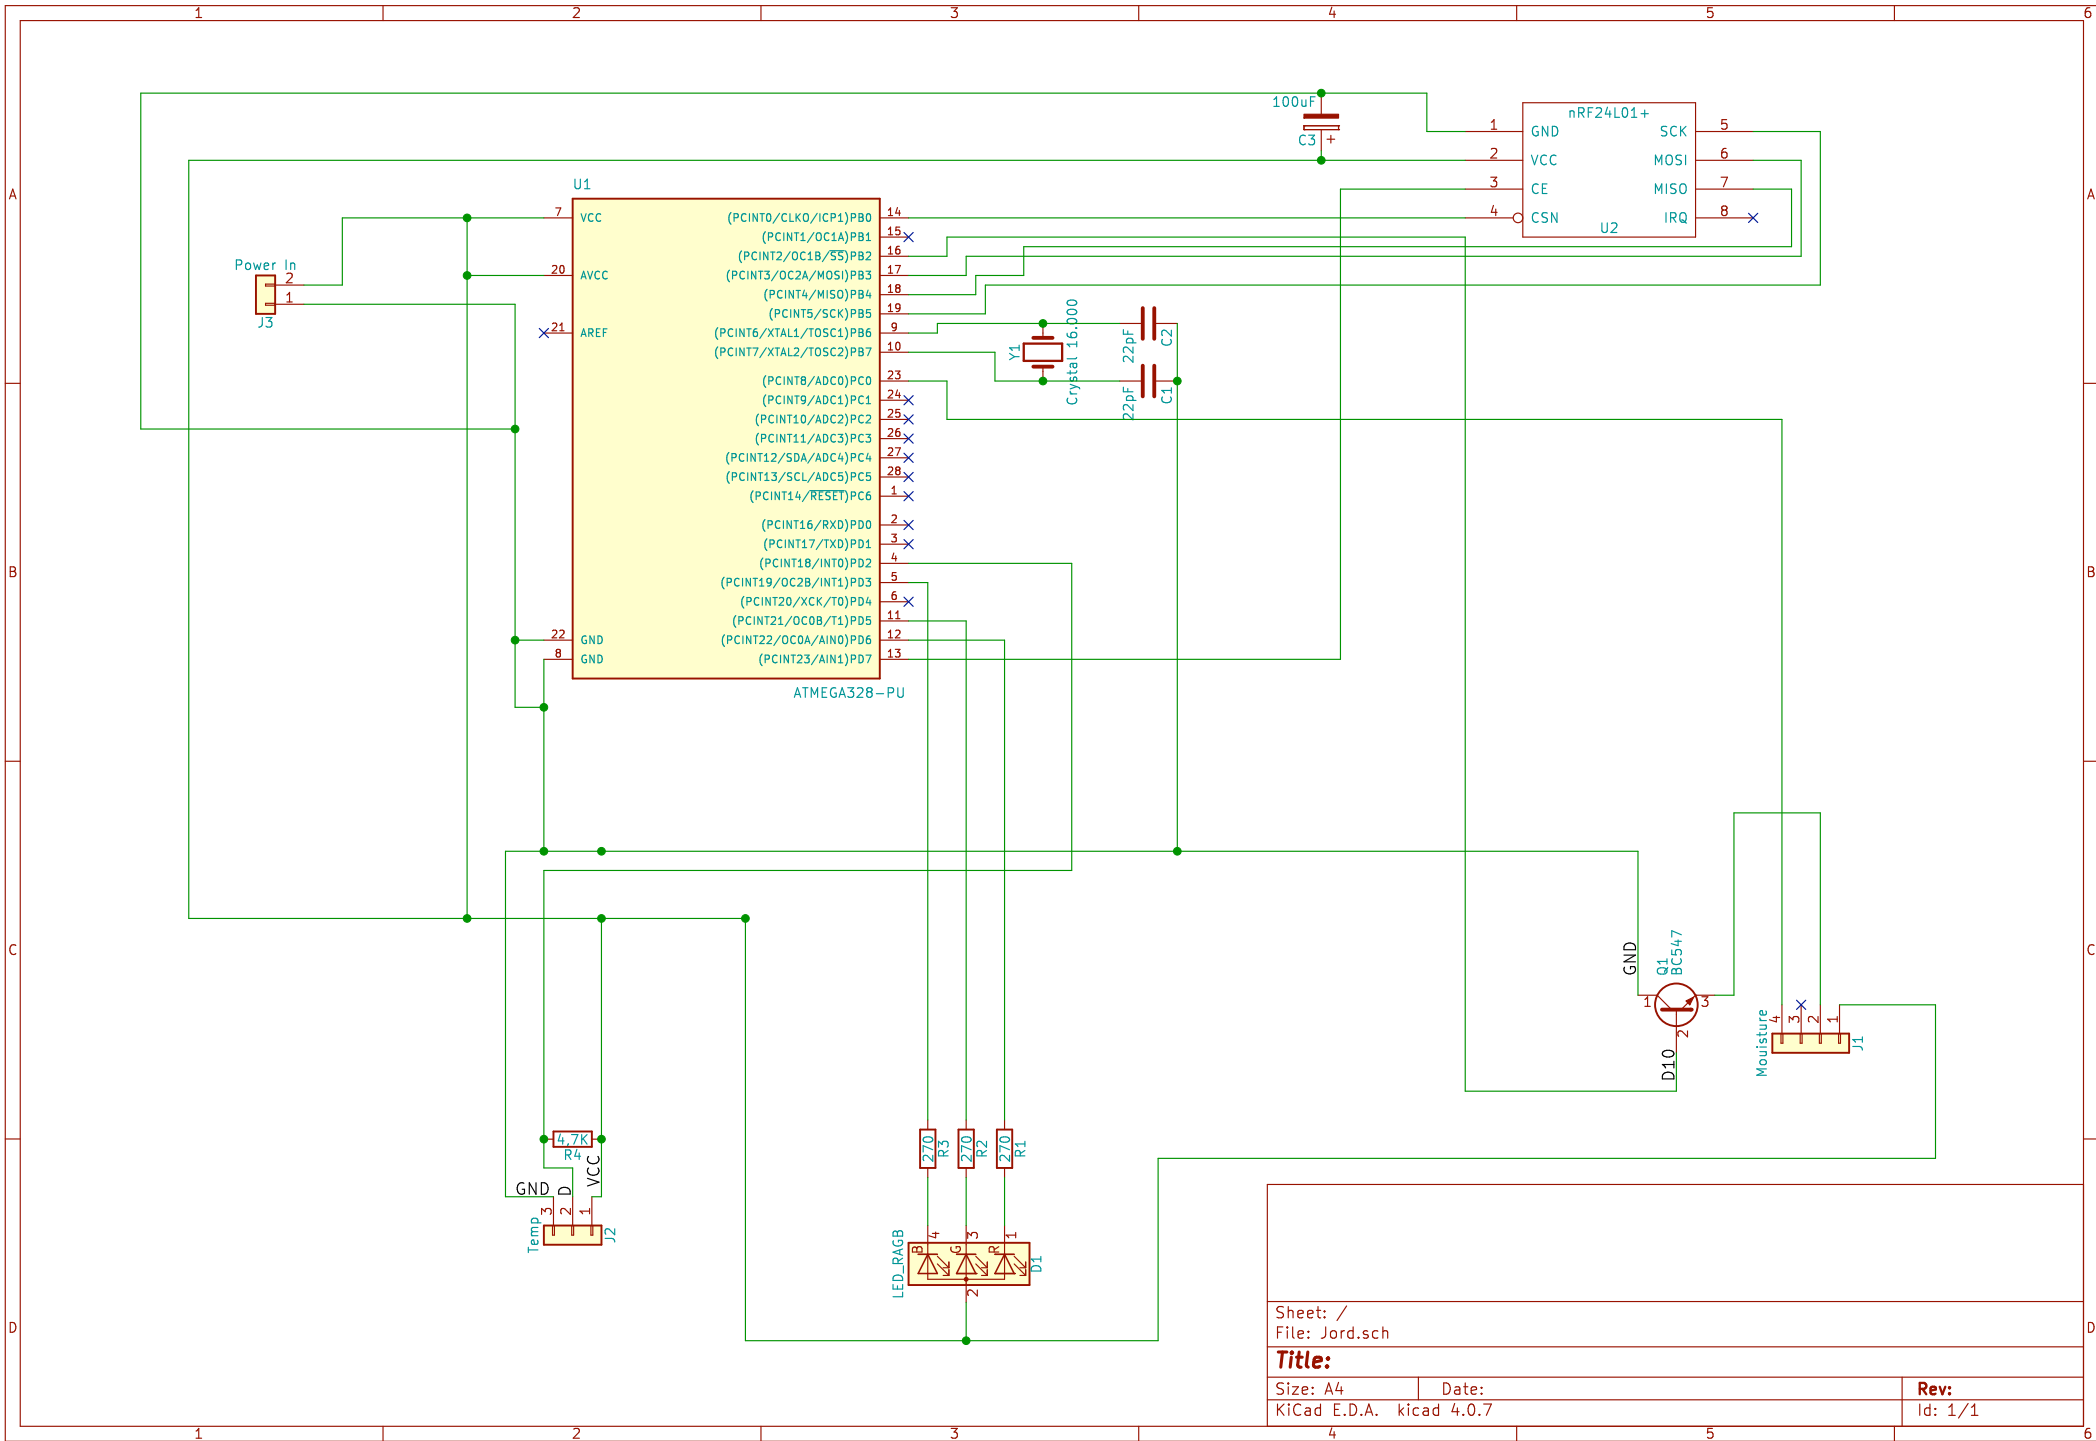 1 2 3 4 5 6
A
B
C
D
A
B
C
D
100uF
C3 +
nRF24L01+
1 GND
2 VCC
3 CE
4 CSN
SCK 5
MOSI 6
MISO 7
IRQ 8
U2
U1
7 VCC
20 AVCC
21 AREF
22 GND
8 GND
(PCINT0/CLKO/ICP1)PB0 14
(PCINT1/OC1A)PB1 15
(PCINT2/OC1B/SS)PB2 16
(PCINT3/OC2A/MOSI)PB3 17
(PCINT4/MISO)PB4 18
(PCINT5/SCK)PB5 19
(PCINT6/XTAL1/TOSC1)PB6 9
(PCINT7/XTAL2/TOSC2)PB7 10
(PCINT8/ADC0)PC0 23
(PCINT9/ADC1)PC1 24
(PCINT10/ADC2)PC2 25
(PCINT11/ADC3)PC3 26
(PCINT12/SDA/ADC4)PC4 27
(PCINT13/SCL/ADC5)PC5 28
(PCINT14/RESET)PC6 1
(PCINT16/RXD)PD0 2
(PCINT17/TXD)PD1 3
(PCINT18/INT0)PD2 4
(PCINT19/OC2B/INT1)PD3 5
(PCINT20/XCK/T0)PD4 6
(PCINT21/OC0B/T1)PD5 11
(PCINT22/OC0A/AIN0)PD6 12
(PCINT23/AIN1)PD7 13
ATMEGA328-PU
Power In
2
1
J3
Y1
Crystal 16.000
22pF
C2
22pF
C1
GND
Q1
BC547
1
3
2
D10
Mouisture
4
3
2
1
J1
4,7K
R4
GND
D
VCC
3
2
1
Temp
J2
270
R3
270
R2
270
R1
LED_RAGB
B
4
G
3
R
1
2
D1
Sheet: /
File: Jord.sch
Title:
Size: A4
Date:
Rev:
KiCad E.D.A. kicad 4.0.7
Id: 1/1
1 2 3 4 5 6